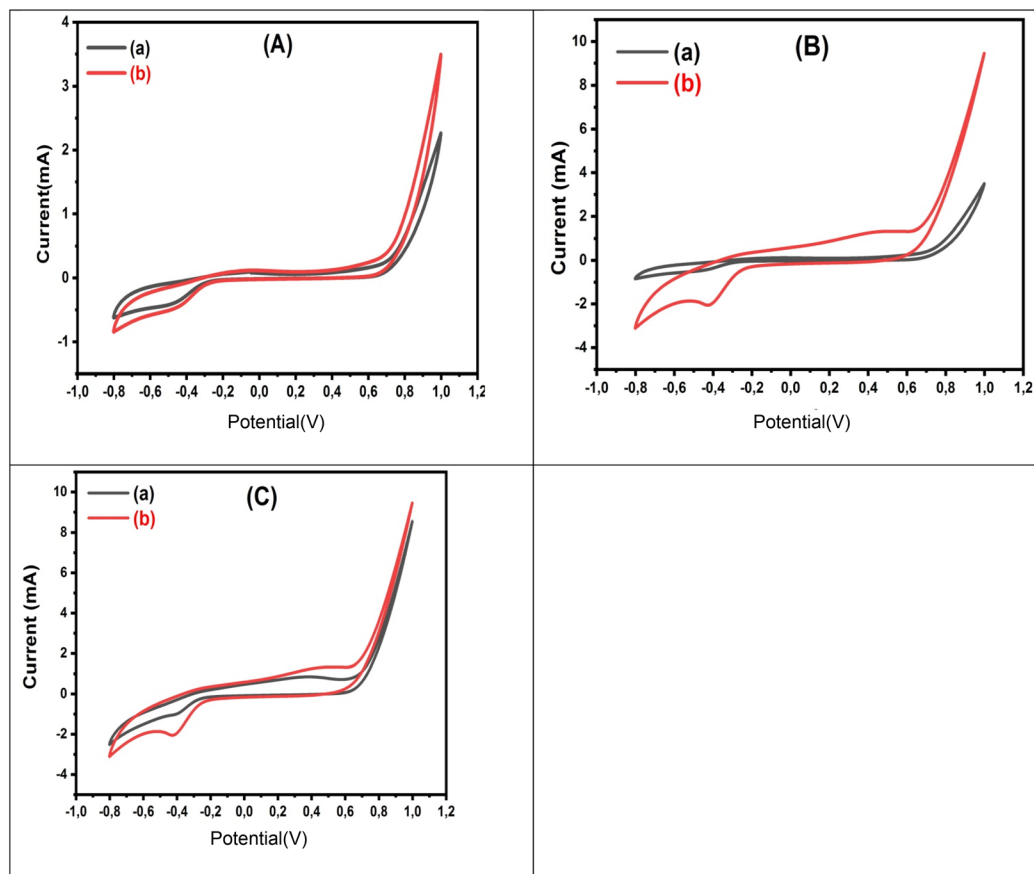 (A)
(a)
(b)
Current(mA)
4
3
2
1
0
-1
-1,0 -0,8 -0,6 -0,4 -0,2 0,0 0,2 0,4 0,6 0,8 1,0 1,2
Potential(V)
(B)
(a)
(b)
Current (mA)
10
8
6
4
2
0
-2
-4
-1,0 -0,8 -0,6 -0,4 -0,2 0,0 0,2 0,4 0,6 0,8 1,0 1,2
Potential(V)
(C)
(a)
(b)
Current (mA)
10
8
6
4
2
0
-2
-4
-1,0 -0,8 -0,6 -0,4 -0,2 0,0 0,2 0,4 0,6 0,8 1,0 1,2
Potential(V)